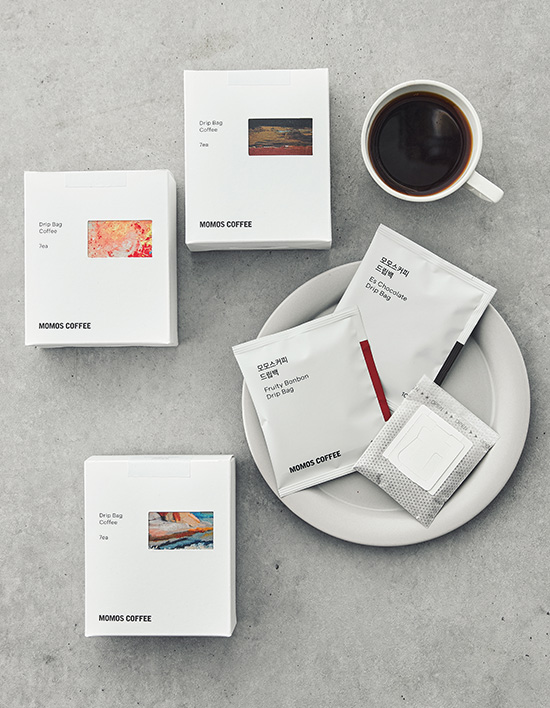 Drip Bag
Coffee
7ea
MOMOS COFFEE
Drip Bag
Coffee
7ea
MOMOS COFFEE
모모스커피
드립백
Es Chocolate
Drip Bag
모모스커피
드립백
Fruity Bonbon
Drip Bag
MOMOS COFFEE
Drip Bag
Coffee
7ea
MOMOS COFFEE